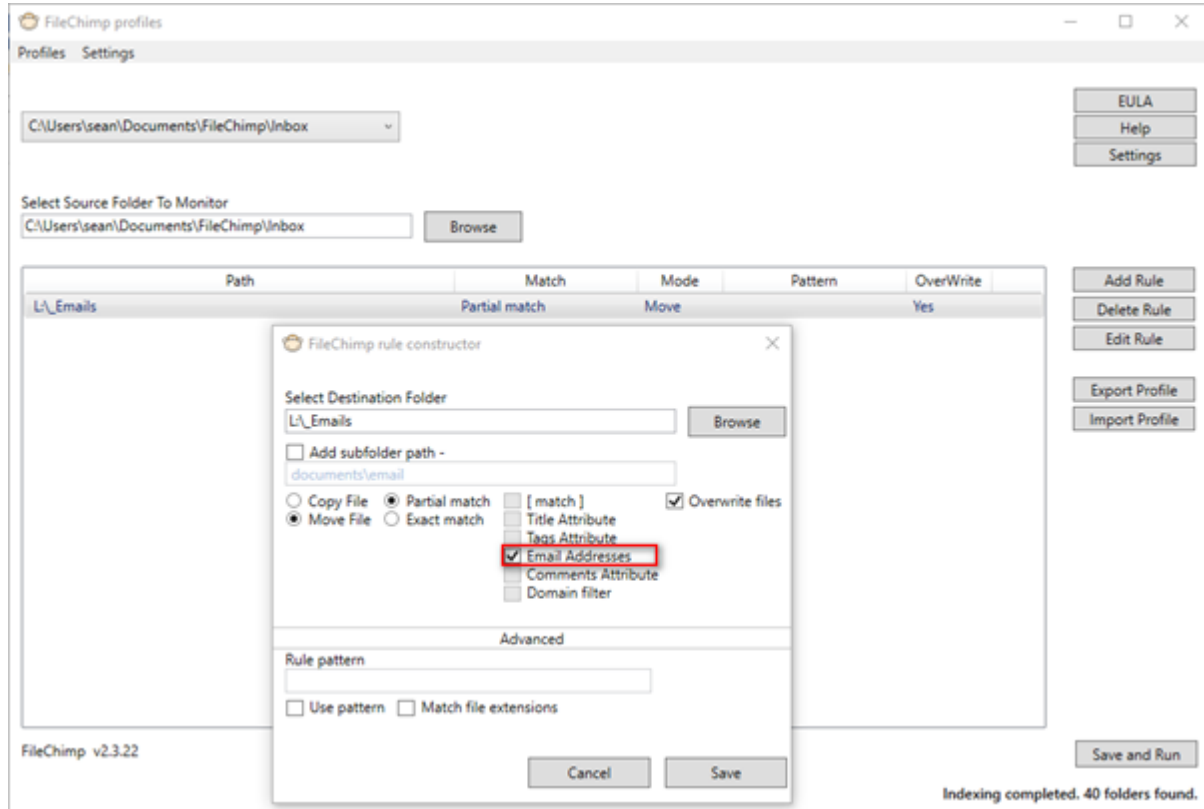 FileChimp profiles
Profiles Settings
EULA
C:\Users\sean\Documents\FileChimp\Inbox
Help
Settings
Select Source Folder To Monitor
C:\Users\sean\Documents\FileChimp\Inbox
Browse
Path Match Mode Pattern OverWrite
Add Rule
L:\_Emails Partial match Move Yes
Delete Rule
Edit Rule
Export Profile
Import Profile
FileChimp rule constructor
Select Destination Folder
L:\_Emails Browse
Add subfolder path -
documents\email
Copy File Partial match [ match ] Overwrite files
Move File Exact match Title Attribute
Tags Attribute
Email Addresses
Comments Attribute
Domain filter
Advanced
Rule pattern
Use pattern Match file extensions
Cancel Save
FileChimp v2.3.22
Save and Run
Indexing completed. 40 folders found.